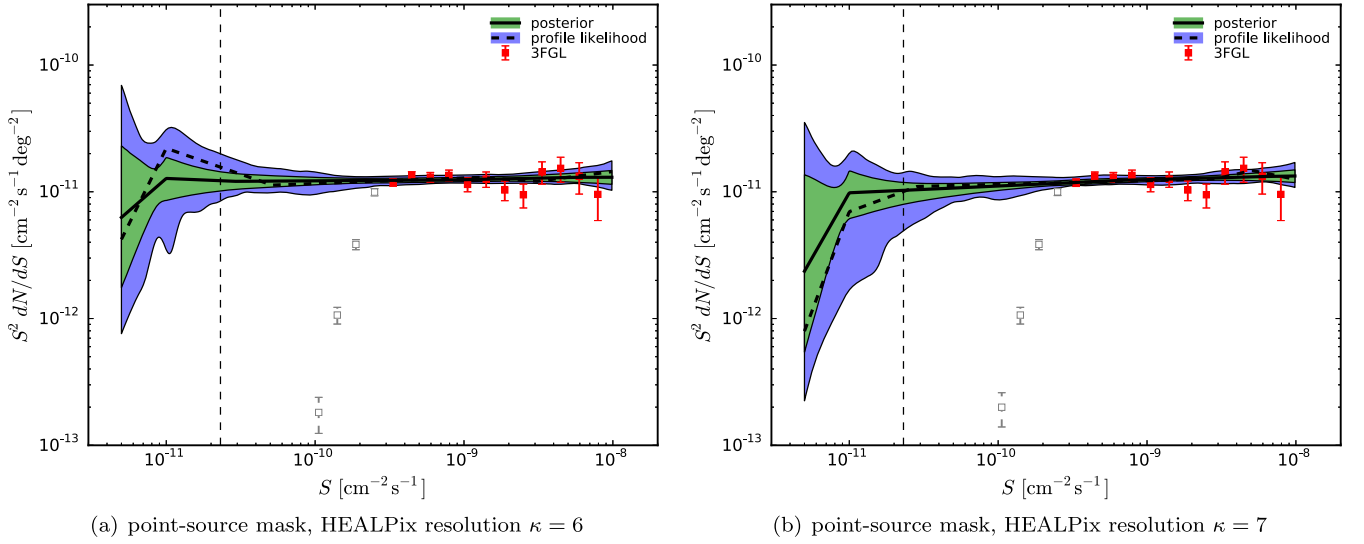 posterior
profile likelihood
3FGL
10⁻¹⁰
10⁻¹¹
10⁻¹²
10⁻¹³
S² dN/dS [cm⁻² s⁻¹ deg⁻²]
10⁻¹¹ 10⁻¹⁰ 10⁻⁹ 10⁻⁸
S [cm⁻² s⁻¹]
(a) point-source mask, HEALPix resolution κ = 6
posterior
profile likelihood
3FGL
10⁻¹⁰
10⁻¹¹
10⁻¹²
10⁻¹³
S² dN/dS [cm⁻² s⁻¹ deg⁻²]
10⁻¹¹ 10⁻¹⁰ 10⁻⁹ 10⁻⁸
S [cm⁻² s⁻¹]
(b) point-source mask, HEALPix resolution κ = 7